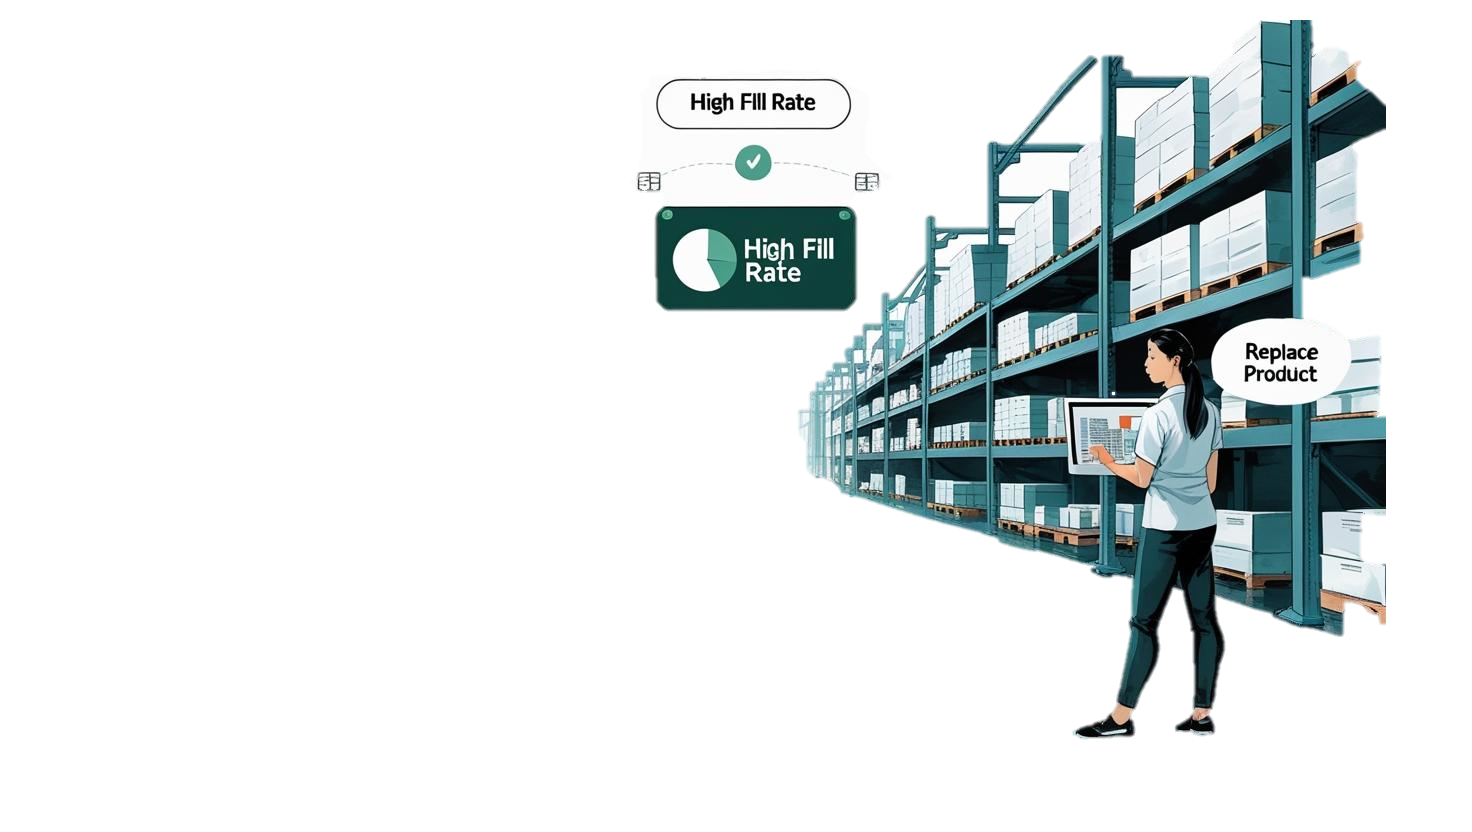 High Fill Rate
High Fill
Rate
Replace
Product